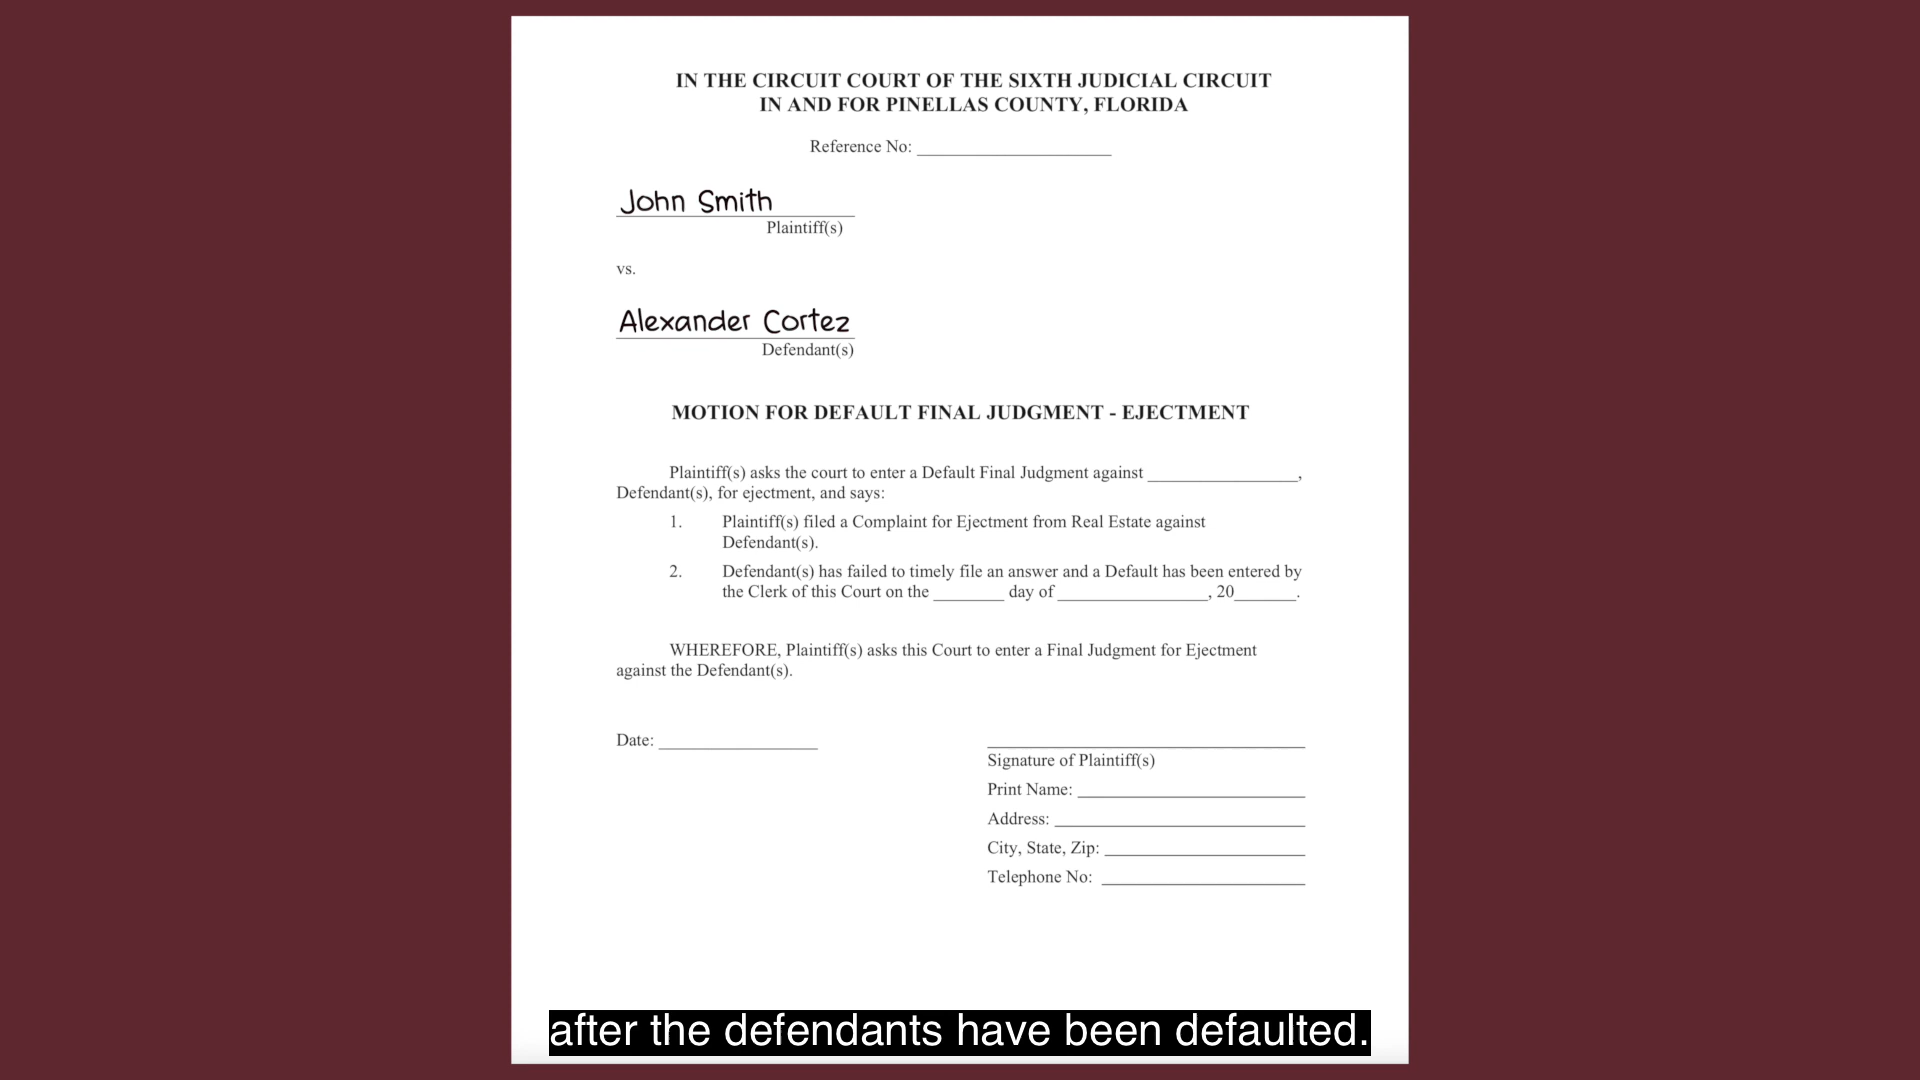 IN THE CIRCUIT COURT OF THE SIXTH JUDICIAL CIRCUIT
IN AND FOR PINELLAS COUNTY, FLORIDA
Reference No: ____________________
John Smith
Plaintiff(s)
vs.
Alexander Cortez
Defendant(s)
MOTION FOR DEFAULT FINAL JUDGMENT - EJECTMENT
Plaintiff(s) asks the court to enter a Default Final Judgment against _________________,
Defendant(s), for ejectment, and says:
1. Plaintiff(s) filed a Complaint for Ejectment from Real Estate against
Defendant(s).
2. Defendant(s) has failed to timely file an answer and a Default has been entered by
the Clerk of this Court on the ________ day of _________________, 20_______.
WHEREFORE, Plaintiff(s) asks this Court to enter a Final Judgment for Ejectment
against the Defendant(s).
Date: __________________
Signature of Plaintiff(s)
Print Name: __________________________
Address: ____________________________
City, State, Zip: _______________________
Telephone No: _______________________
after the defendants have been defaulted.